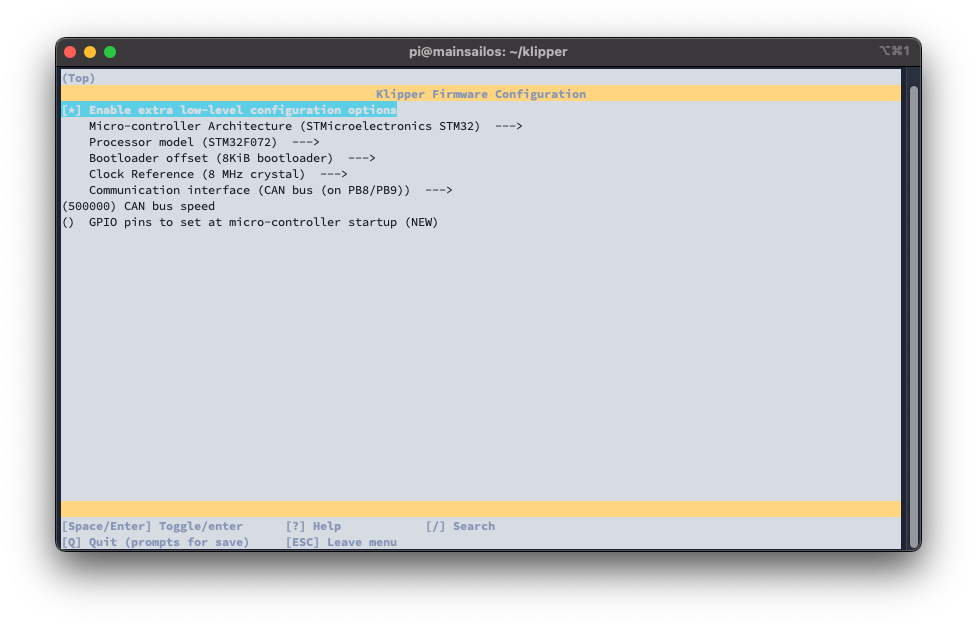 pi@mainsailos: ~/klipper
⌥⌘1
(Top)
Klipper Firmware Configuration
[*] Enable extra low-level configuration options
Micro-controller Architecture (STMicroelectronics STM32)  --->
Processor model (STM32F072)  --->
Bootloader offset (8KiB bootloader)  --->
Clock Reference (8 MHz crystal)  --->
Communication interface (CAN bus (on PB8/PB9))  --->
(500000) CAN bus speed
()  GPIO pins to set at micro-controller startup (NEW)
[Space/Enter] Toggle/enter      [?] Help            [/] Search
[Q] Quit (prompts for save)     [ESC] Leave menu